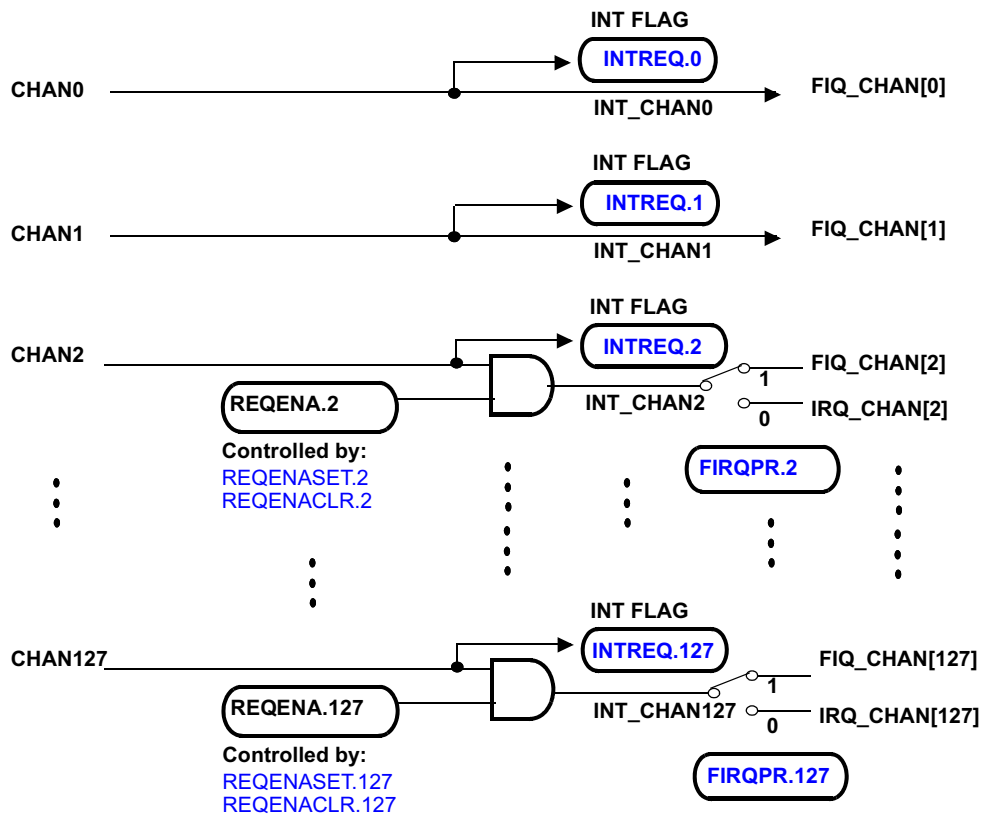 INT FLAG
INTREQ.0
CHAN0
FIQ_CHAN[0]
INT_CHAN0
INT FLAG
INTREQ.1
CHAN1
FIQ_CHAN[1]
INT_CHAN1
INT FLAG
CHAN2
INTREQ.2
FIQ_CHAN[2]
1
REQENA.2
INT_CHAN2
IRQ_CHAN[2]
0
Controlled by:
REQENASET.2
REQENACLR.2
FIRQPR.2
INT FLAG
CHAN127
INTREQ.127
FIQ_CHAN[127]
1
REQENA.127
INT_CHAN127
IRQ_CHAN[127]
0
Controlled by:
REQENASET.127
REQENACLR.127
FIRQPR.127